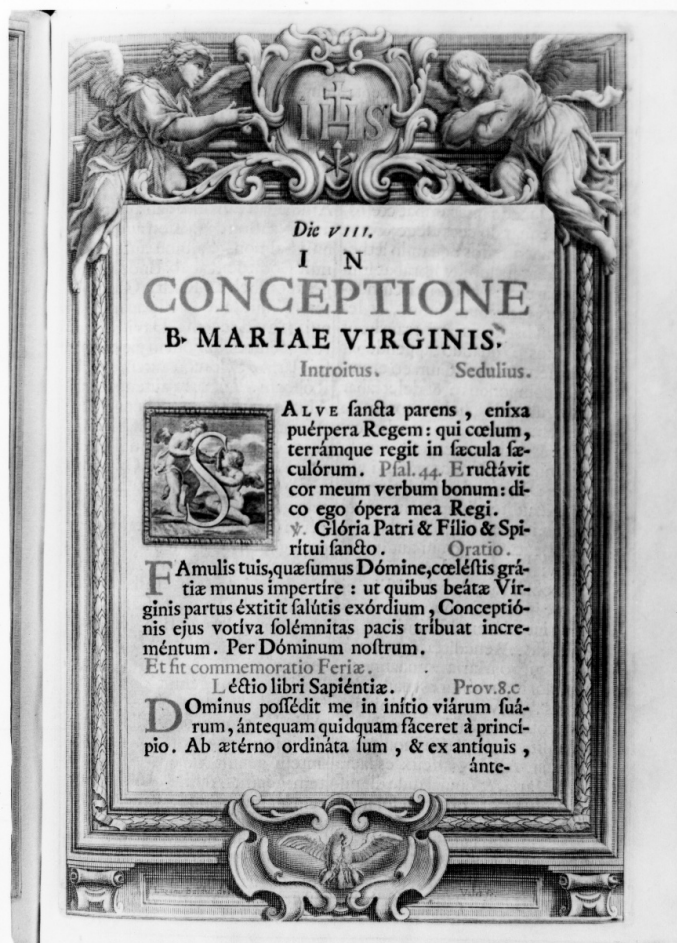 IHS
Die VIII.
IN
CONCEPTIONE
B. MARIAE VIRGINIS.
Introitus. Sedulius.
SALVE ſancta parens, enixa
puérpera Regem: qui cœlum,
terrámque regit in ſæcula ſæ-
culórum. Pſal. 44. Eructávit
cor meum verbum bonum: di-
co ego ópera mea Regi.
℣. Glória Patri & Fílio & Spi-
rítui ſancto. Oratio.
FAmulis tuis, quæſumus Dómine, cœléſtis grá-
tiæ munus impertíre: ut quibus beátæ Vir-
ginis partus éxtitit ſalútis exórdium, Conceptió-
nis ejus votíva ſolémnitas pacis tríbuat incre-
méntum. Per Dóminum noſtrum.
Et fit commemoratio Feriæ.
Léctio libri Sapiéntiæ. Prov. 8. c
DOminus poſſédit me in inítio viárum ſuá-
rum, ántequam quidquam fáceret à princí-
pio. Ab ætérno ordináta ſum, & ex antíquis,
ánte-